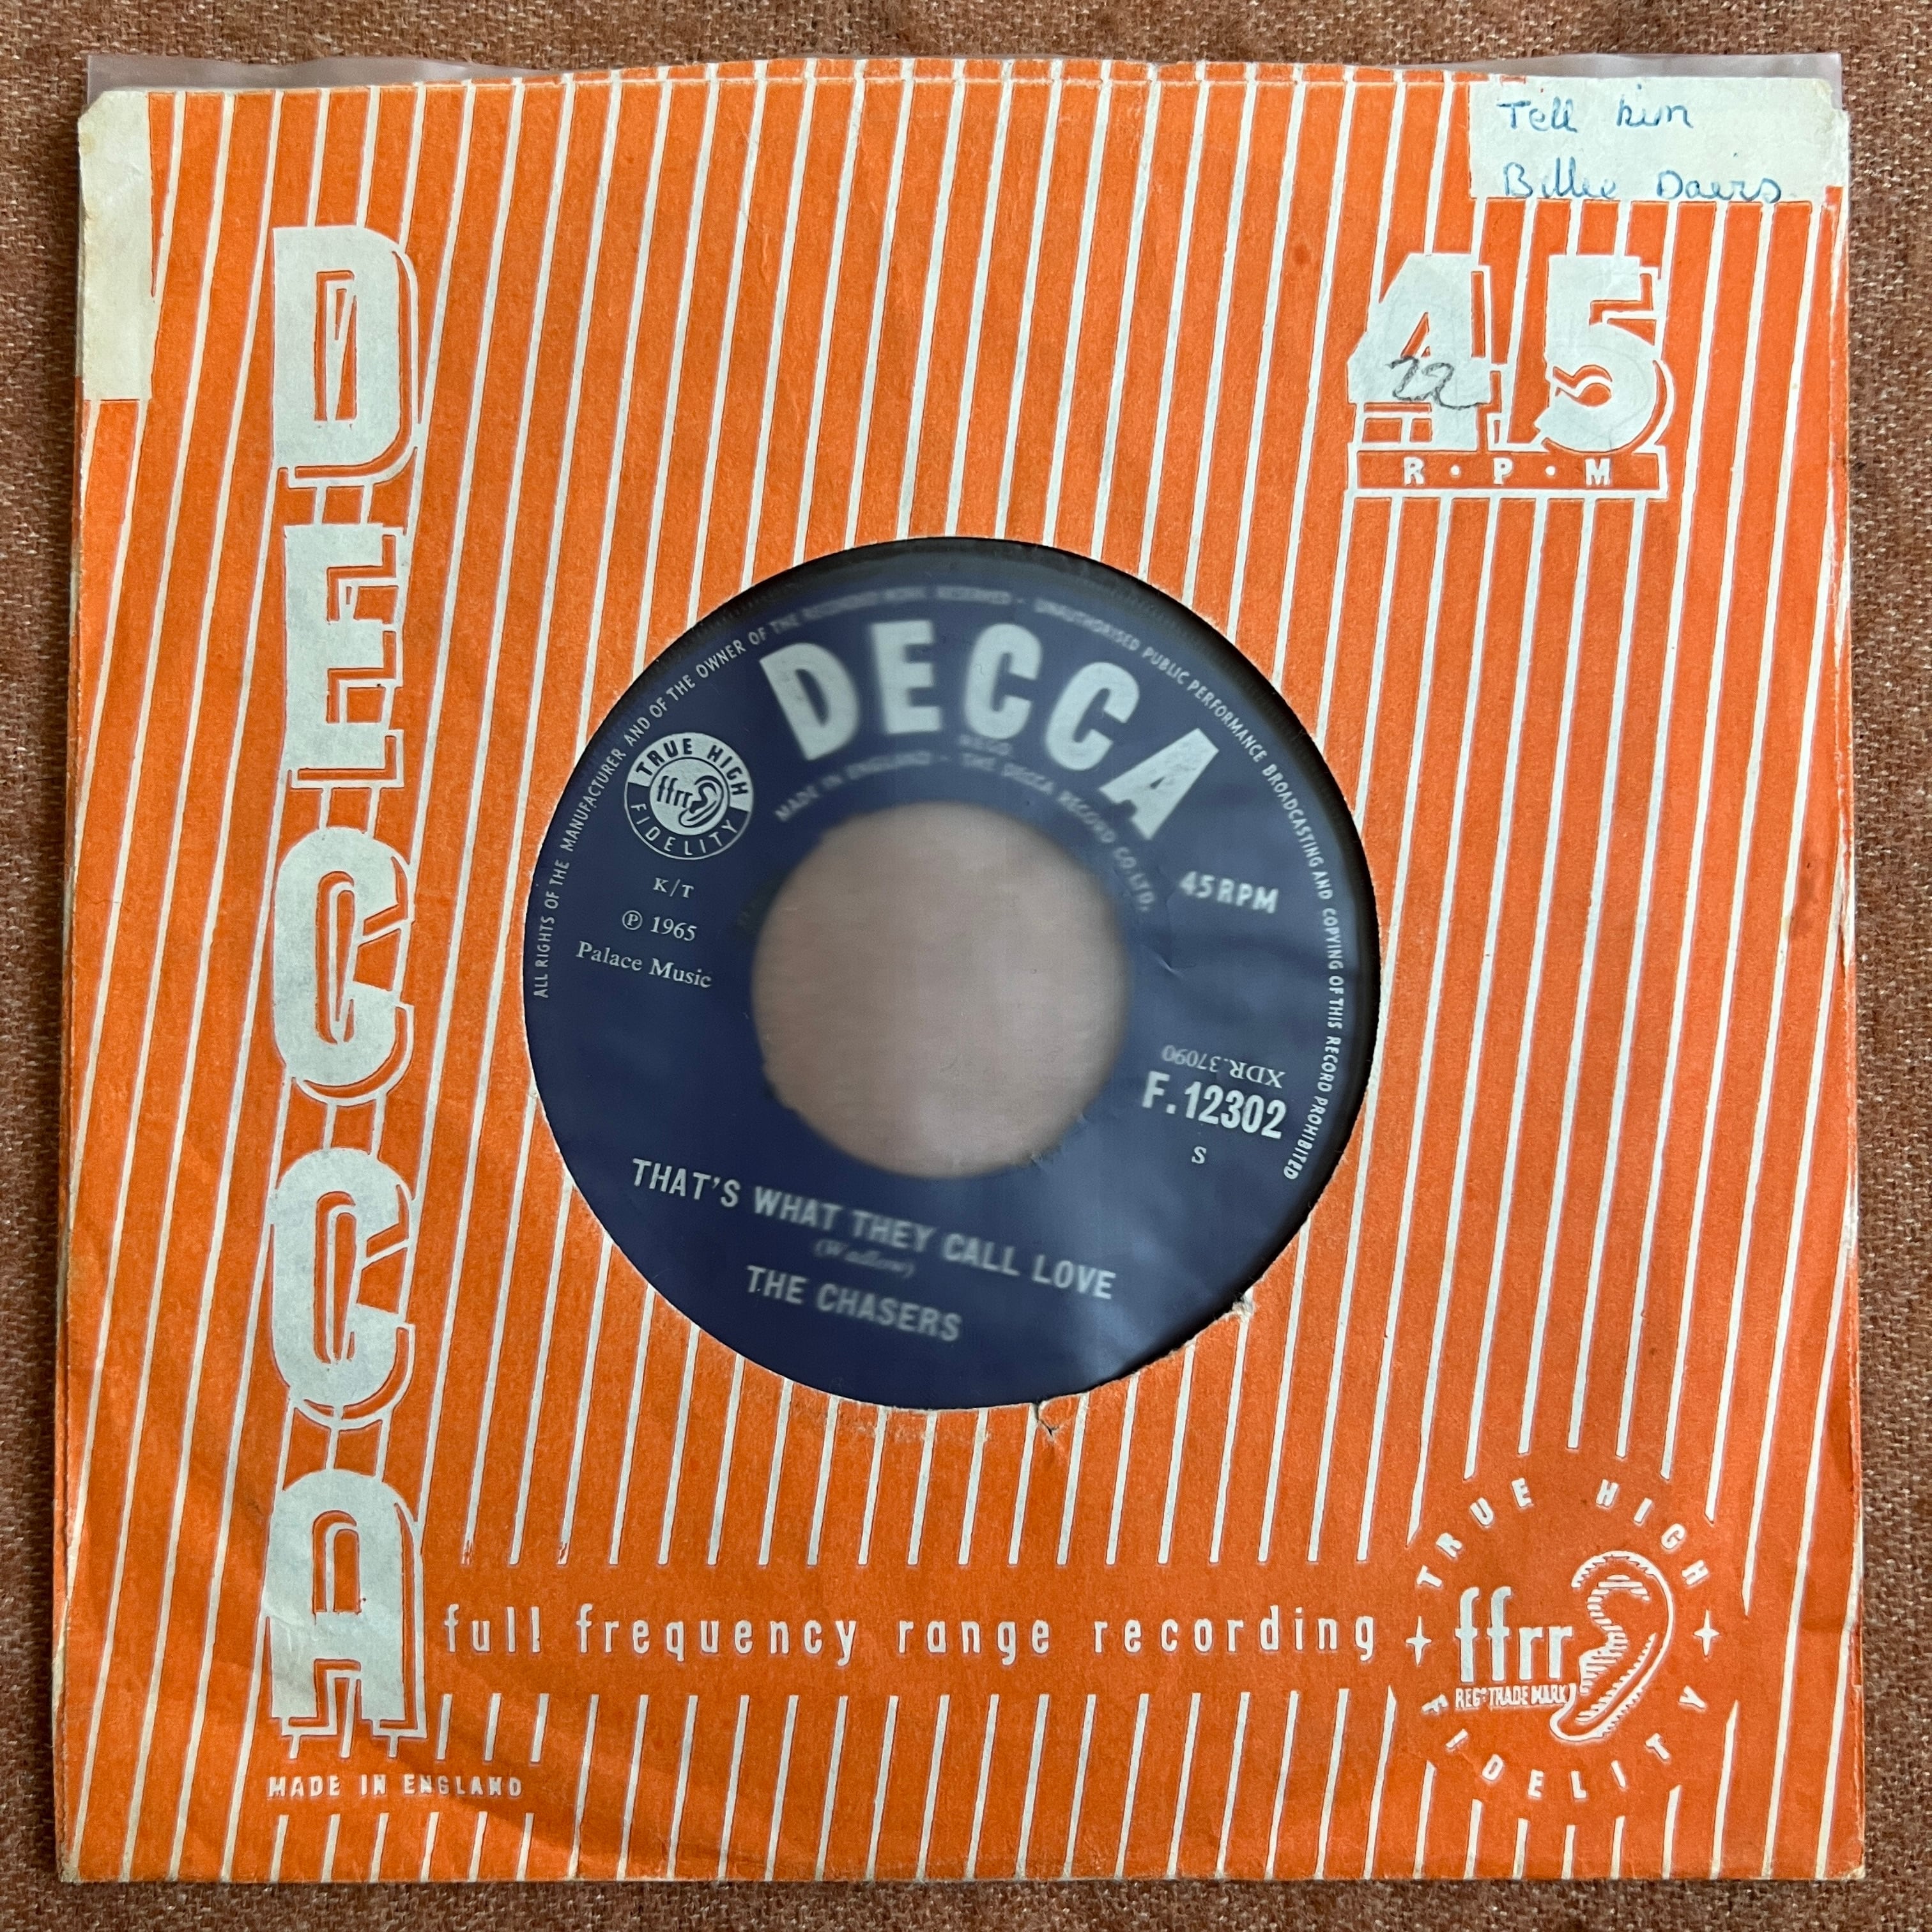 Tell him
Billie Davis
DECCA
45
22
R·P·M
ALL RIGHTS OF THE MANUFACTURER AND OF THE OWNER OF THE RECORDED WORK RESERVED - UNAUTHORISED PUBLIC PERFORMANCE BROADCASTING AND COPYING OF THIS RECORD PROHIBITED
DECCA
REGD.
MADE IN ENGLAND - THE DECCA RECORD CO. LTD.
TRUE HIGH
ffrr
FIDELITY
45 RPM
K/T
Ⓟ 1965
Palace Music
XDR.37090
F.12302
S
THAT'S WHAT THEY CALL LOVE
THE CHASERS
full frequency range recording
TRUE HIGH
ffrr
REGD TRADE MARK
FIDELITY
MADE IN ENGLAND